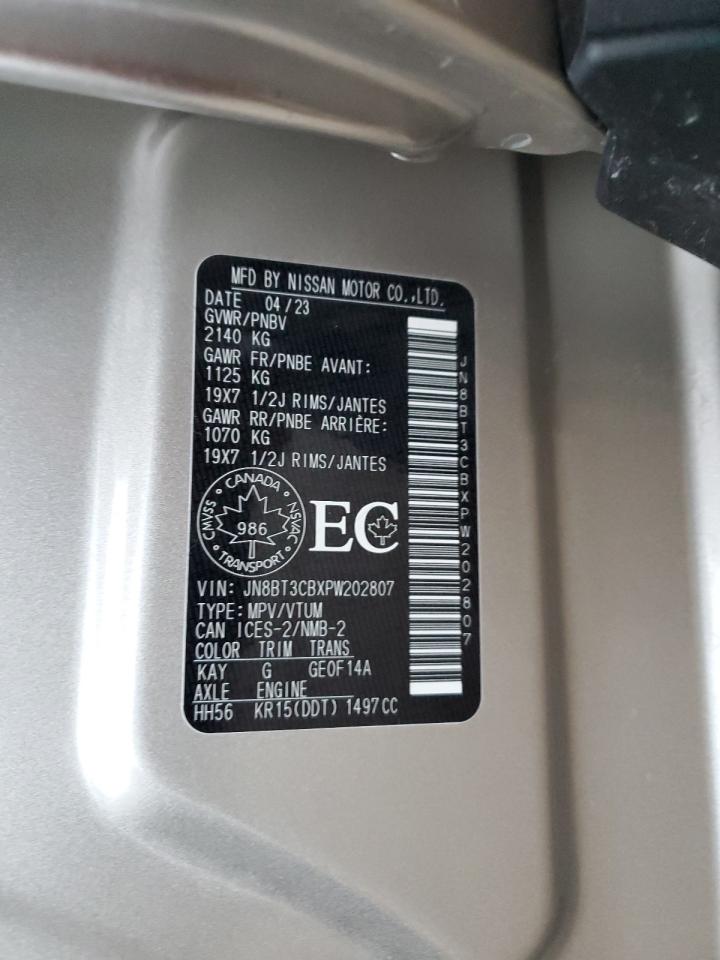 MFD BY NISSAN MOTOR CO.,LTD.
DATE 04/23
GVWR/PNBV
2140 KG
GAWR FR/PNBE AVANT:
1125 KG
19X7 1/2J RIMS/JANTES
GAWR RR/PNBE ARRIÈRE:
1070 KG
19X7 1/2J RIMS/JANTES
CANADA
CMVSS
NSVAC
986
TRANSPORT
EC
VIN: JN8BT3CBXPW202807
TYPE: MPV/VTUM
CAN ICES-2/NMB-2
COLOR TRIM TRANS
KAY G GE0F14A
AXLE ENGINE
HH56 KR15(DDT) 1497CC
JN8BT3CBXPW202807